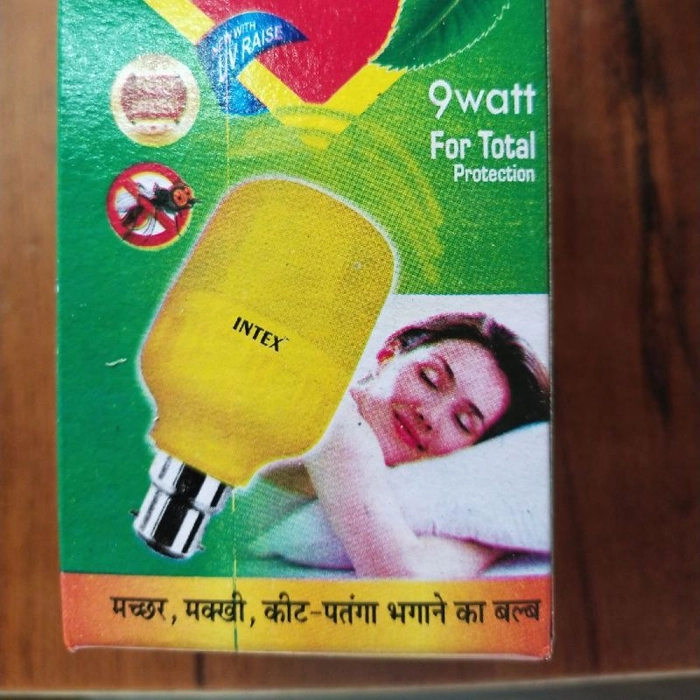 WITH
UV RAISE
9watt
For Total
Protection
INTEX
मच्छर, मक्खी, कीट-पतंगा भगाने का बल्ब